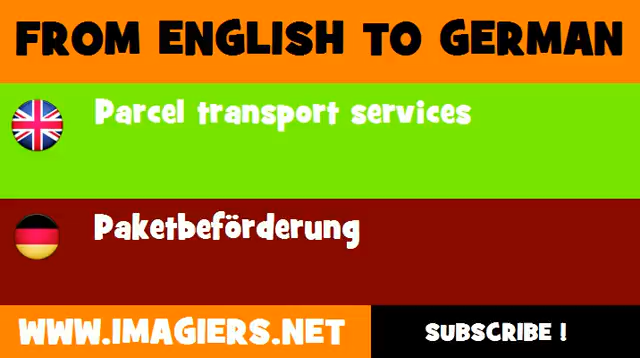 FROM ENGLISH TO GERMAN
Parcel transport services
Paketbeförderung
WWW.IMAGIERS.NET
SUBSCRIBE !